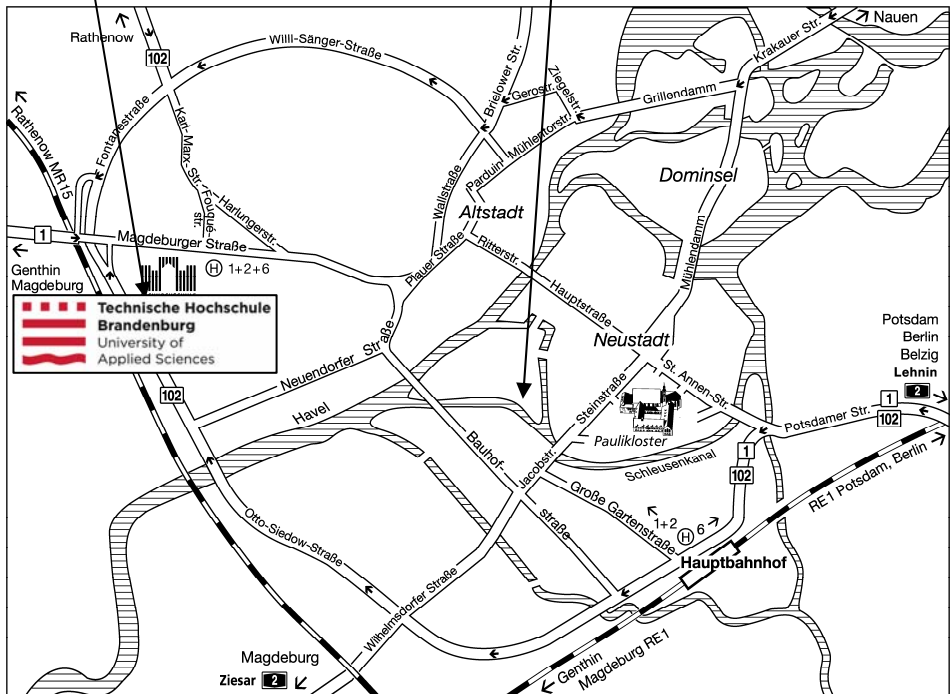 Rathenow
102
Willi-Sänger-Straße
Brielower Str.
Krakauer Str.
Nauen
Rathenow MR15
Fontanestraße
Karl-Marx-Str.
Gerostr.
Ziegelstr.
Grillendamm
Mühlentorstr.
Parduin
Wallstraße
Dominsel
Fouqué-
str.
Harlungerstr.
Altstadt
1
Magdeburger Straße
Plauer Straße
Ritterstr.
Mühlendamm
Genthin
Magdeburg
H 1+2+6
Hauptstraße
Technische Hochschule
Brandenburg
University of
Applied Sciences
Neustadt
Potsdam
Berlin
Belzig
Lehnin
2
Neuendorfer Straße
St. Annen-Str.
102
Steinstraße
1
102
Havel
Potsdamer Str.
Paulikloster
Bauhof-
straße
Jacobstr.
Schleusenkanal
1
102
RE1 Potsdam, Berlin
Große Gartenstraße
Otto-Siedow-Straße
1+2
H
6
Hauptbahnhof
Wilhelmsdorfer Straße
Magdeburg
Ziesar 2
Genthin
Magdeburg RE1